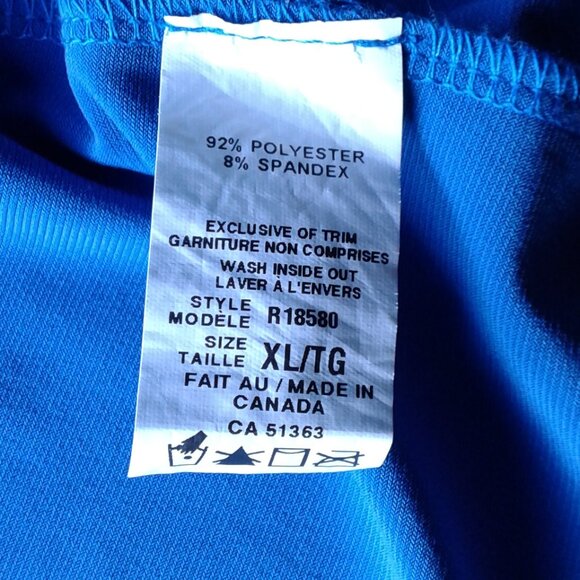 92% POLYESTER
8% SPANDEX
EXCLUSIVE OF TRIM
GARNITURE NON COMPRISES
WASH INSIDE OUT
LAVER À L'ENVERS
STYLE
MODÈLE R18580
SIZE
TAILLE XL/TG
FAIT AU / MADE IN
CANADA
CA 51363